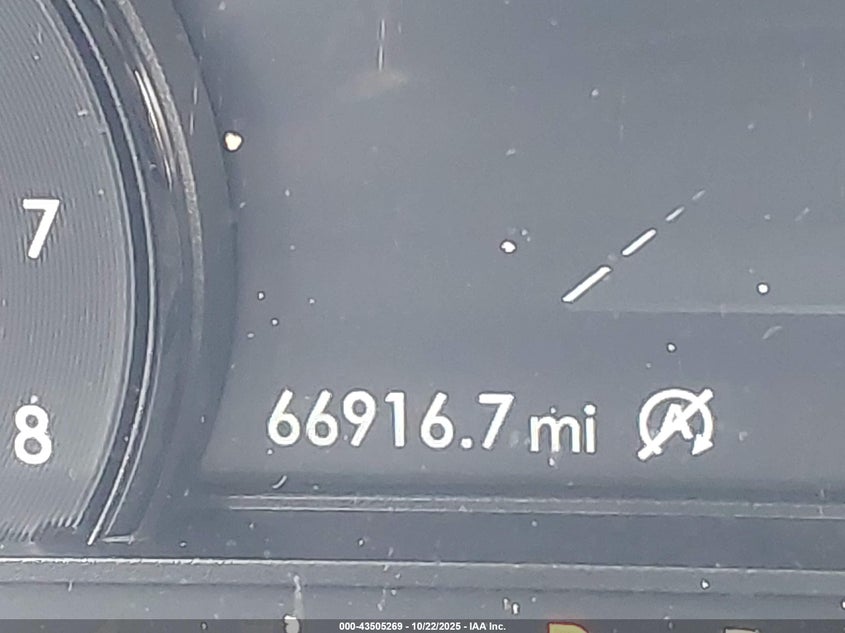 7
8
66916.7 mi A
000-43505269 - 10/22/2025 - IAA Inc.